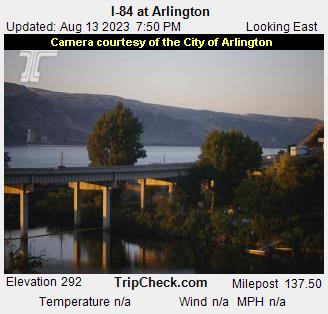 I-84 at Arlington
Updated: Aug 13 2023 7:50 PM Looking East
Camera courtesy of the City of Arlington
Elevation 292 TripCheck.com Milepost 137.50
Temperature n/a Wind n/a MPH n/a